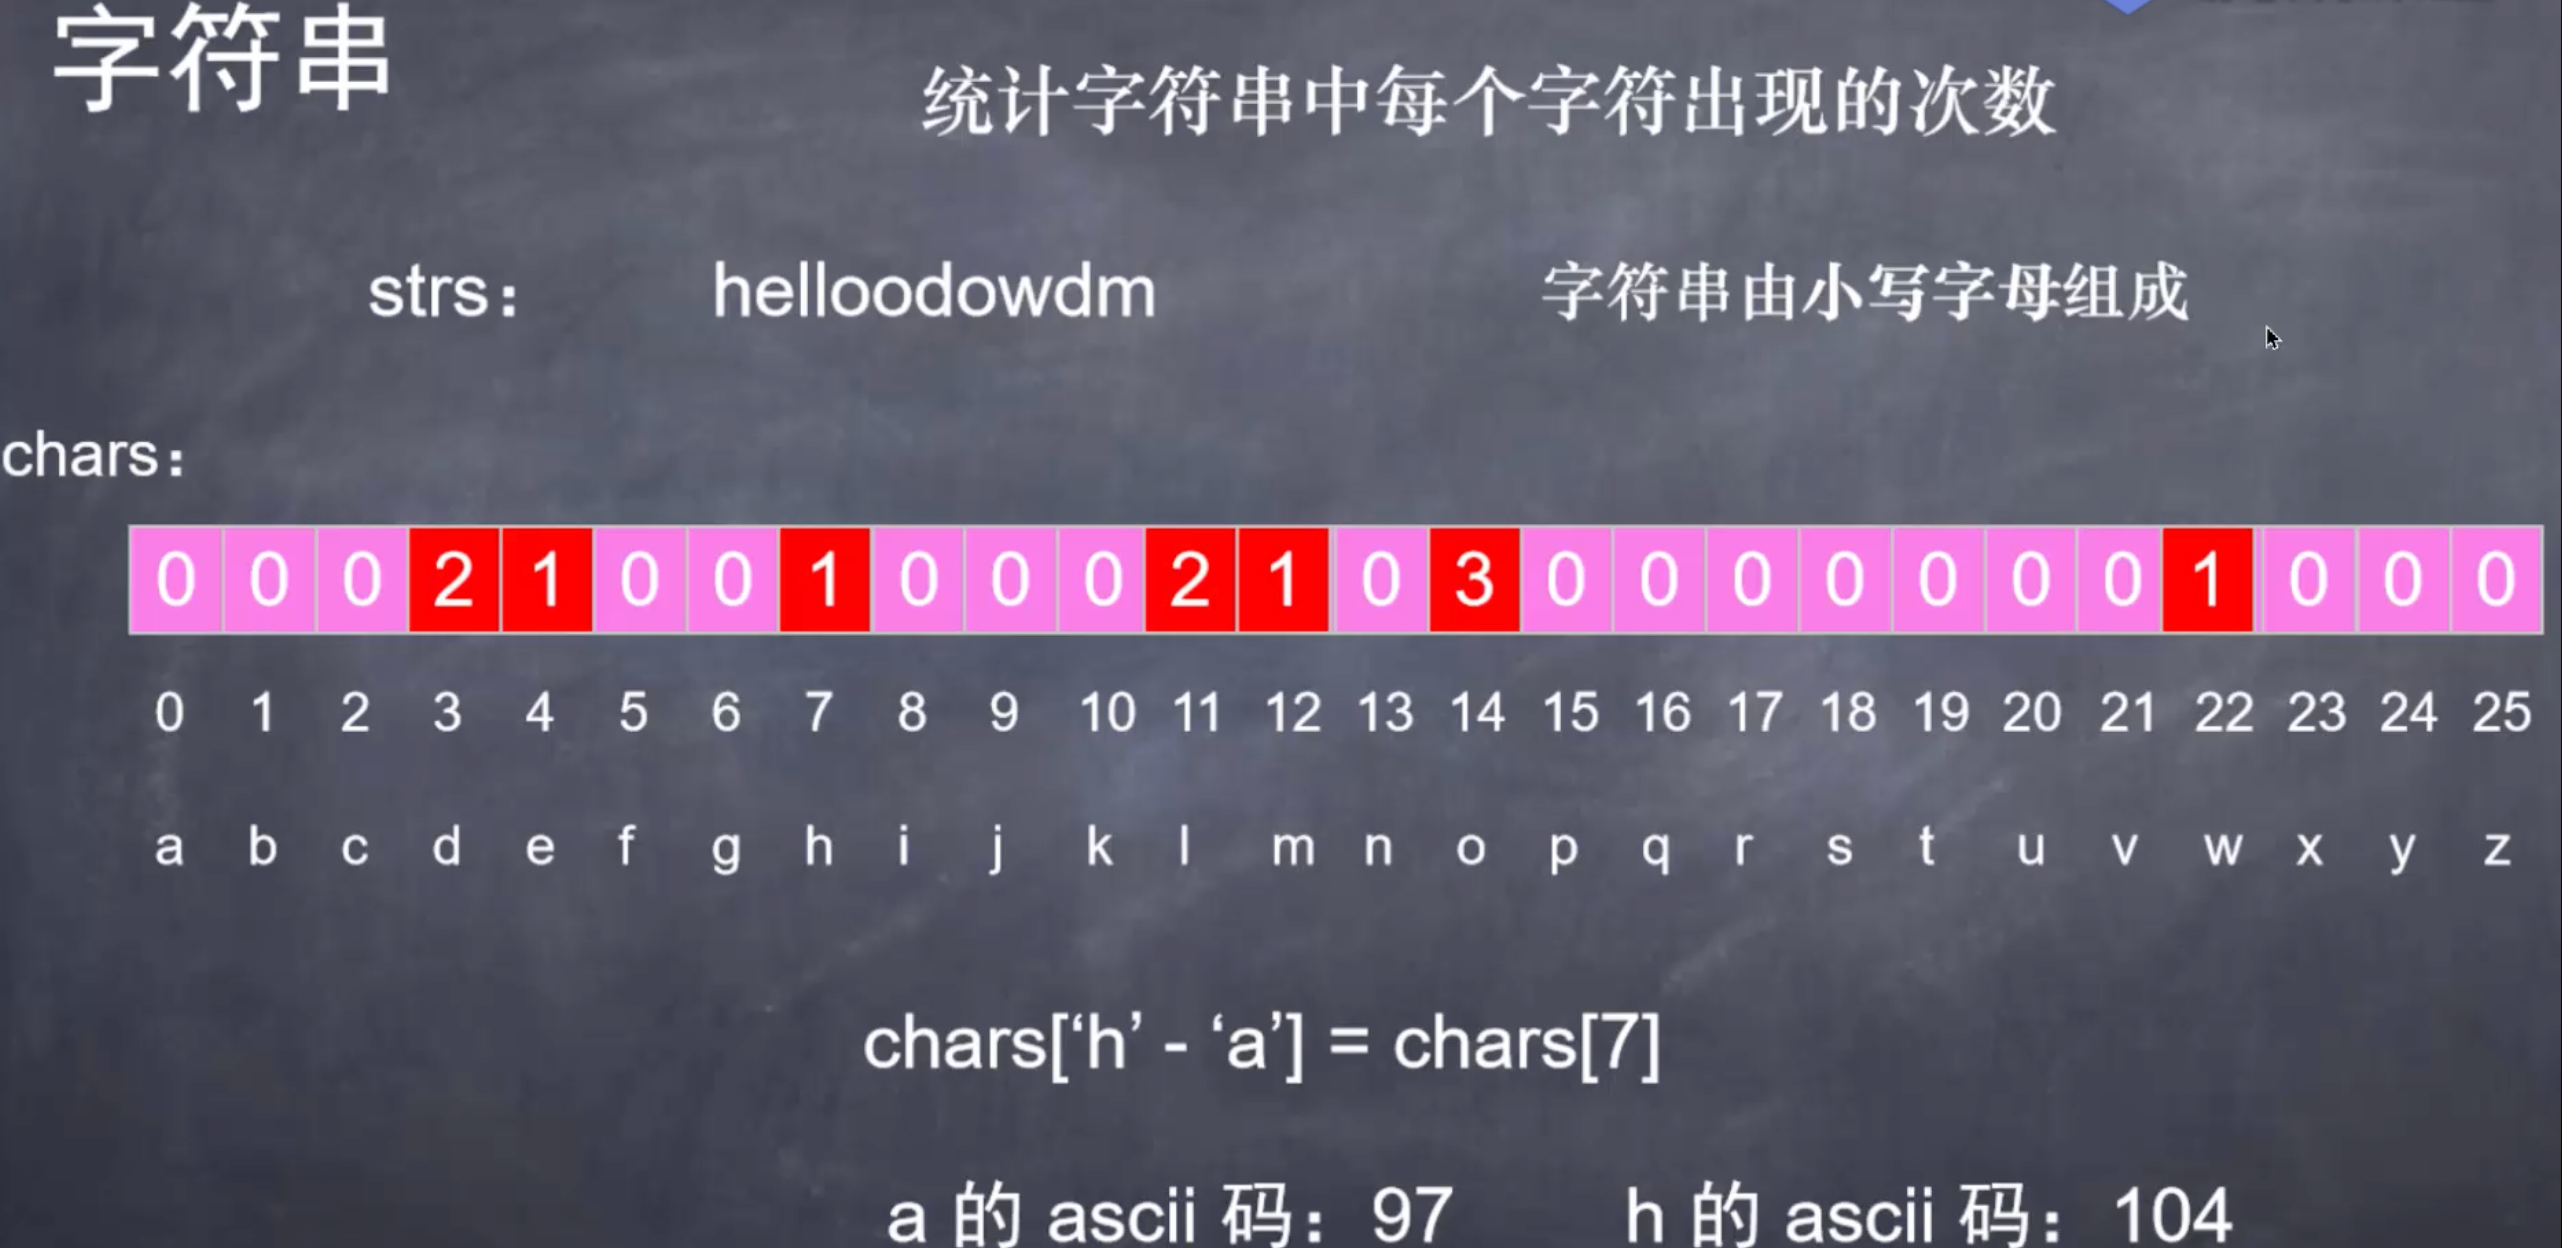 字符串
统计字符串中每个字符出现的次数
strs： helloodowdm 字符串由小写字母组成
chars：
0 0 0 2 1 0 0 1 0 0 0 2 1 0 3 0 0 0 0 0 0 0 1 0 0 0
0 1 2 3 4 5 6 7 8 9 10 11 12 13 14 15 16 17 18 19 20 21 22 23 24 25
a b c d e f g h i j k l m n o p q r s t u v w x y z
chars[‘h’ - ‘a’] = chars[7]
a 的 ascii 码：97 h 的 ascii 码：104